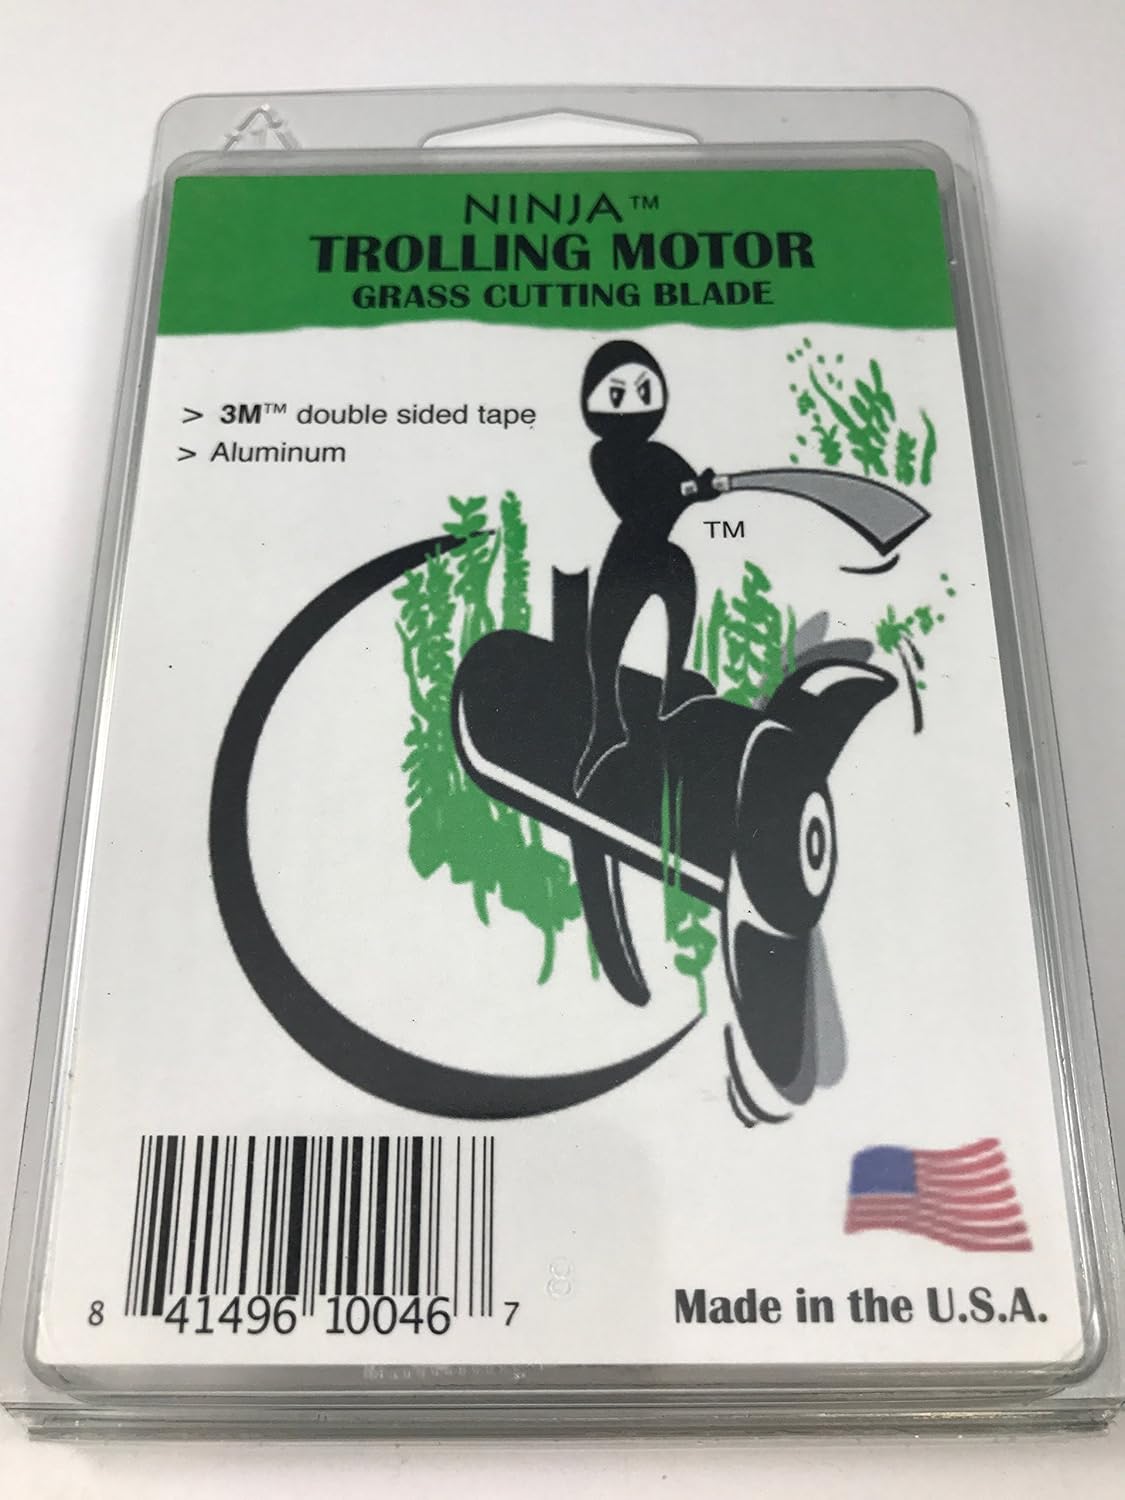 NINJA™
TROLLING MOTOR
GRASS CUTTING BLADE
> 3M™ double sided tape
> Aluminum
TM
8 41496 10046 7
Made in the U.S.A.